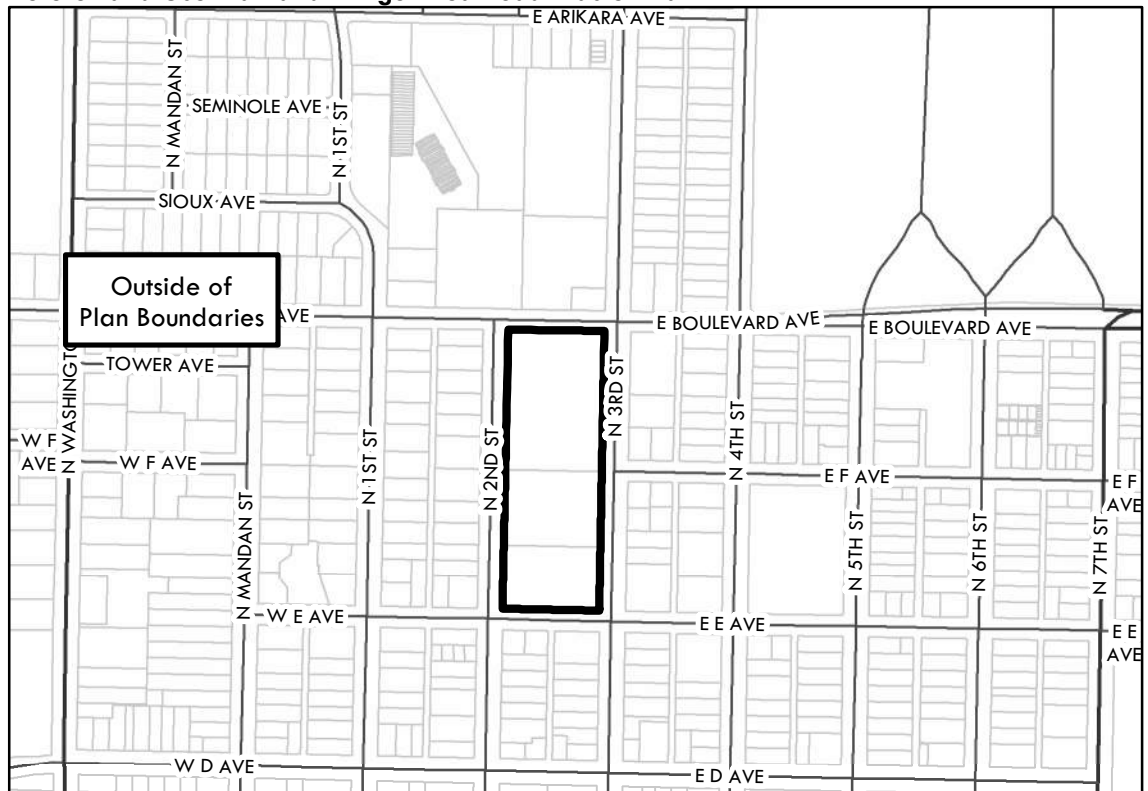 E ARIKARA AVE
N MANDAN ST
SEMINOLE AVE
N 1ST ST
SIOUX AVE
Outside of
Plan Boundaries
AVE
E BOULEVARD AVE
E BOULEVARD AVE
TOWER AVE
N WASHINGTO
N 3RD ST
W F
AVE
W F AVE
N 1ST ST
N 2ND ST
N 4TH ST
E F AVE
E F
AVE
N MANDAN ST
N 5TH ST
N 6TH ST
N 7TH ST
W E AVE
E E AVE
E E
AVE
W D AVE
E D AVE